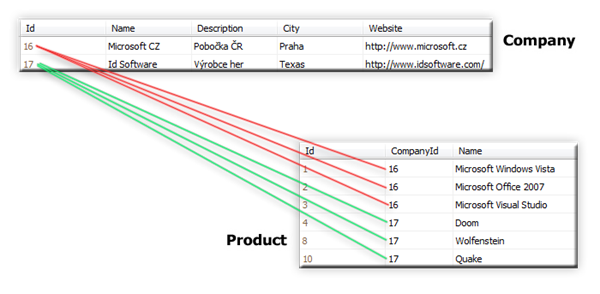 Id Name Description City Website
16 Microsoft CZ Pobočka ČR Praha http://www.microsoft.cz
Company
17 Id Software Výrobce her Texas http://www.idsoftware.com/
Id CompanyId Name
1 16 Microsoft Windows Vista
2 16 Microsoft Office 2007
3 16 Microsoft Visual Studio
4 17 Doom
Product
8 17 Wolfenstein
10 17 Quake